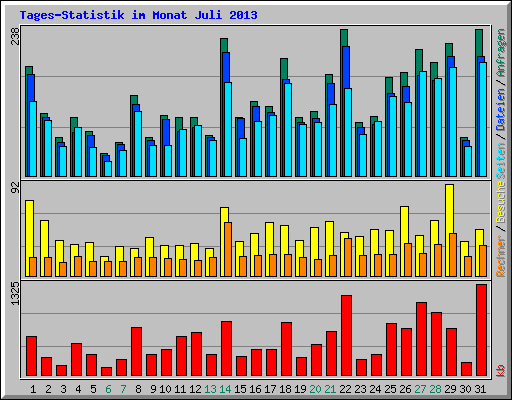 Tages-Statistik im Monat Juli 2013
238
92
1325
Rechner / Besuche Seiten / Dateien / Anfragen
kb
1 2 3 4 5 6 7 8 9 10 11 12 13 14 15 16 17 18 19 20 21 22 23 24 25 26 27 28 29 30 31